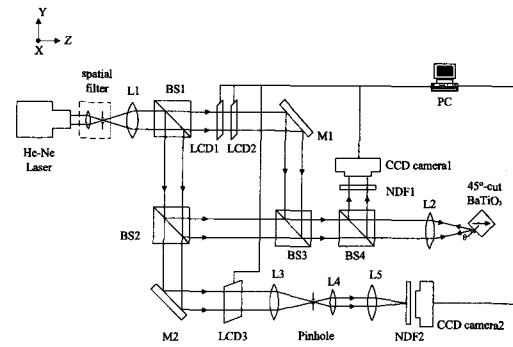 Y
X
Z
spatial
filter
L1
BS1
He-Ne
Laser
LCD1
LCD2
M1
PC
CCD camera1
NDF1
45°-cut
BaTiO₃
L2
θ
BS2
BS3
BS4
L3
L4
L5
M2
LCD3
Pinhole
NDF2
CCD camera2